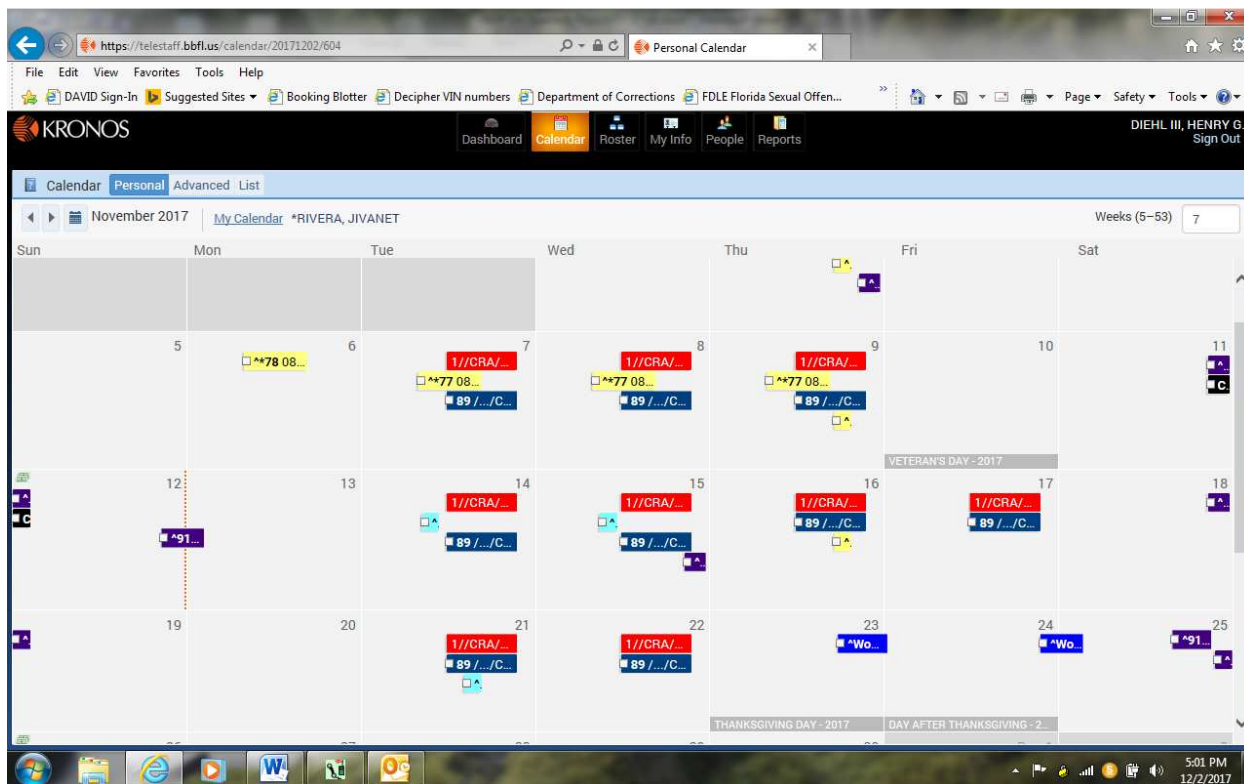 https://telestaff.bbfl.us/calendar/20171202/604
Personal Calendar
File Edit View Favorites Tools Help
DAVID Sign-In Suggested Sites Booking Blotter Decipher VIN numbers Department of Corrections FDLE Florida Sexual Offen... » Page Safety Tools
KRONOS
Dashboard Calendar Roster My Info People Reports
DIEHL III, HENRY G.
Sign Out
Calendar Personal Advanced List
November 2017 My Calendar *RIVERA, JIVANET Weeks (5–53) 7
Sun Mon Tue Wed Thu Fri Sat
^.
^..
5 6 7 8 9 10 11
^*78 08... 1//CRA/... 1//CRA/... 1//CRA/... ^..
^*77 08... ^*77 08... ^*77 08... C
89 /.../C... 89 /.../C... 89 /.../C...
^.
VETERAN'S DAY - 2017
12 13 14 15 16 17 18
^ 1//CRA/... 1//CRA/... 1//CRA/... 1//CRA/... ^..
C ^. ^. 89 /.../C... 89 /.../C...
^91... 89 /.../C... 89 /.../C... ^.
^..
19 20 21 22 23 24 25
^ 1//CRA/... 1//CRA/... ^Wo... ^Wo... ^91...
89 /.../C... 89 /.../C... ^
^.
THANKSGIVING DAY - 2017 DAY AFTER THANKSGIVING - 2...
5:01 PM
12/2/2017